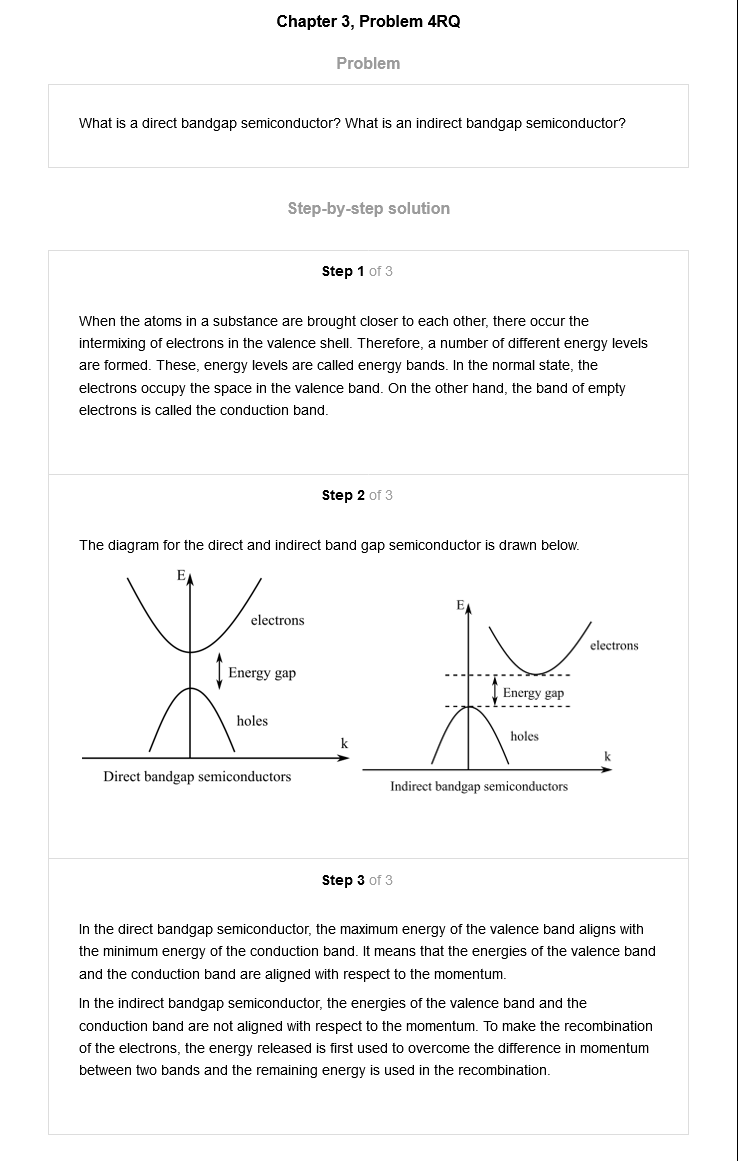 Chapter 3, Problem 4RQ
Problem
What is a direct bandgap semiconductor? What is an indirect bandgap semiconductor?
Step-by-step solution
Step 1 of 3
When the atoms in a substance are brought closer to each other, there occur the
intermixing of electrons in the valence shell. Therefore, a number of different energy levels
are formed. These, energy levels are called energy bands. In the normal state, the
electrons occupy the space in the valence band. On the other hand, the band of empty
electrons is called the conduction band.
Step 2 of 3
The diagram for the direct and indirect band gap semiconductor is drawn below.
E
electrons
Energy gap
holes
k
Direct bandgap semiconductors
E
electrons
Energy gap
holes
k
Indirect bandgap semiconductors
Step 3 of 3
In the direct bandgap semiconductor, the maximum energy of the valence band aligns with
the minimum energy of the conduction band. It means that the energies of the valence band
and the conduction band are aligned with respect to the momentum.
In the indirect bandgap semiconductor, the energies of the valence band and the
conduction band are not aligned with respect to the momentum. To make the recombination
of the electrons, the energy released is first used to overcome the difference in momentum
between two bands and the remaining energy is used in the recombination.